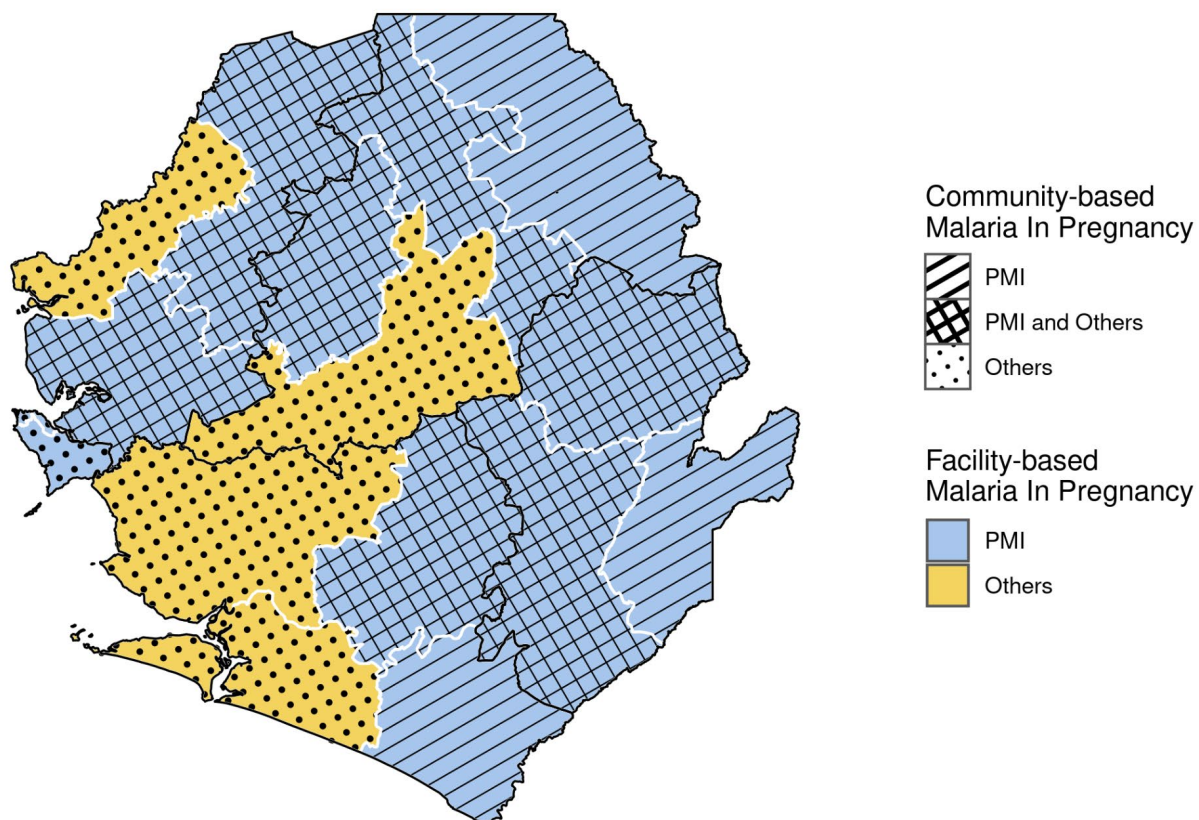 Community-based
Malaria In Pregnancy
PMI
PMI and Others
Others
Facility-based
Malaria In Pregnancy
PMI
Others